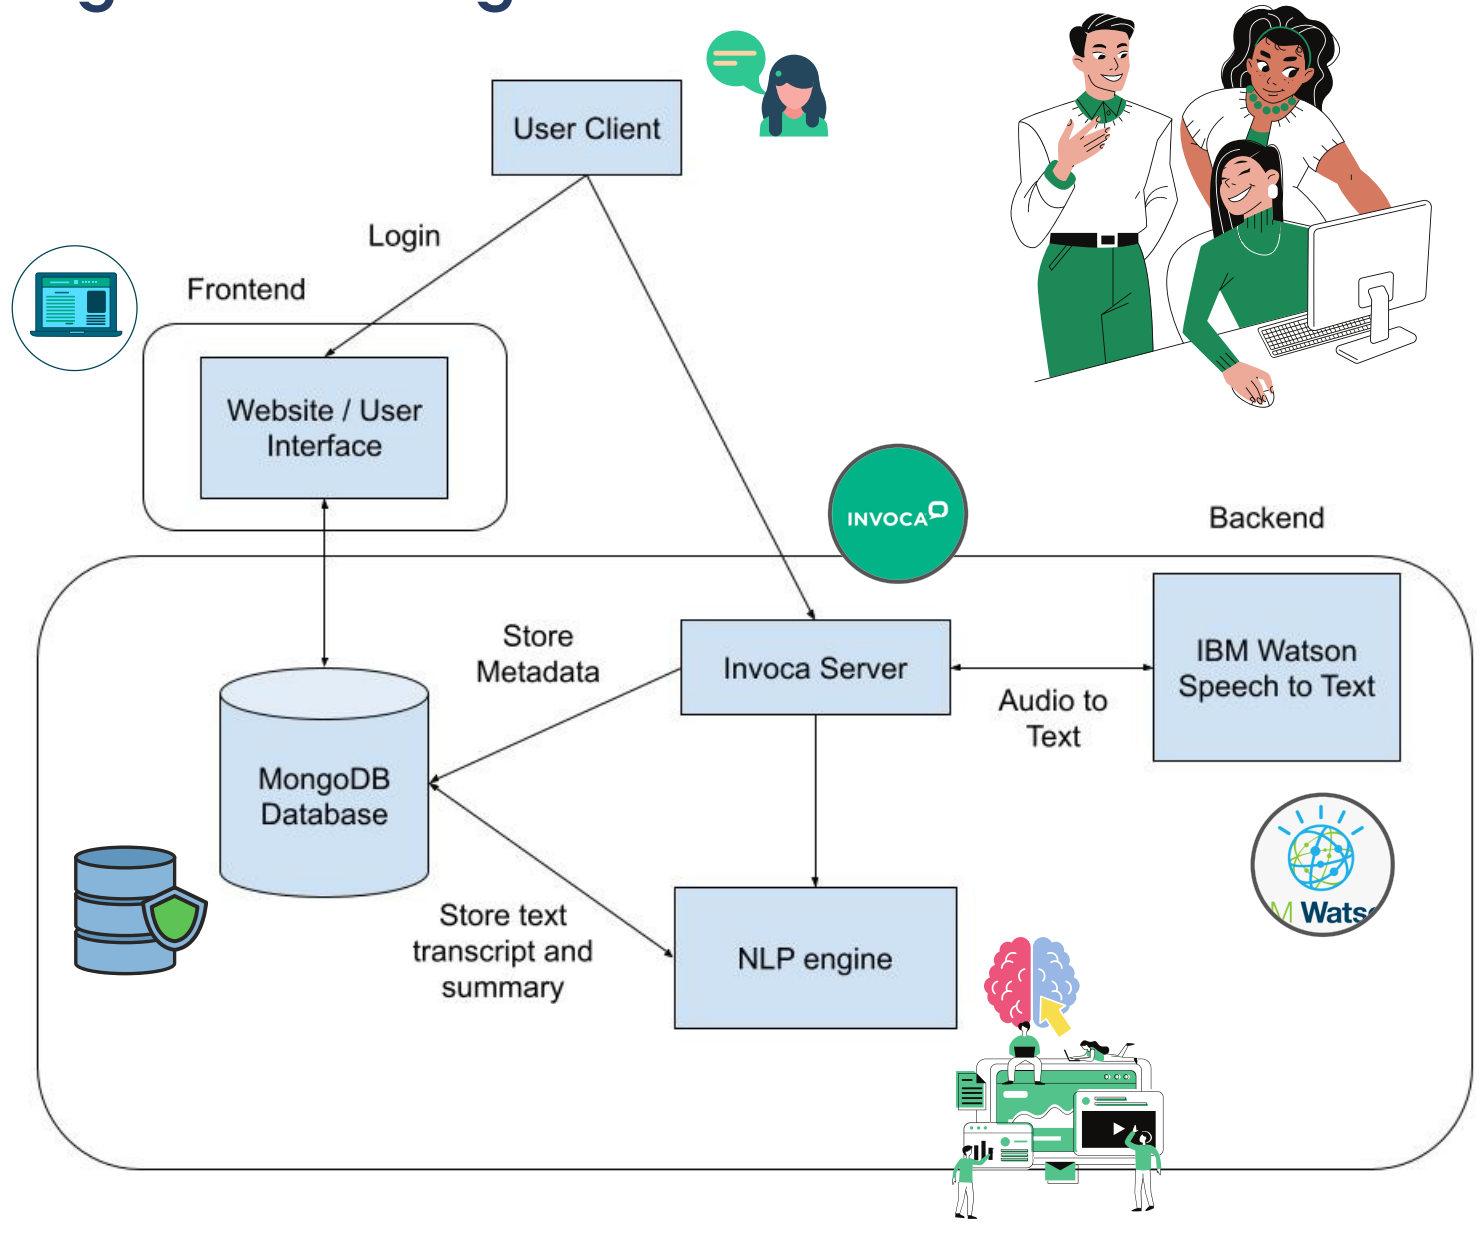 User Client
Login
Frontend
Website / User
Interface
INVOCA
Backend
Store
Metadata
Invoca Server
IBM Watson
Speech to Text
Audio to
Text
MongoDB
Database
Store text
transcript and
summary
NLP engine
M Wats